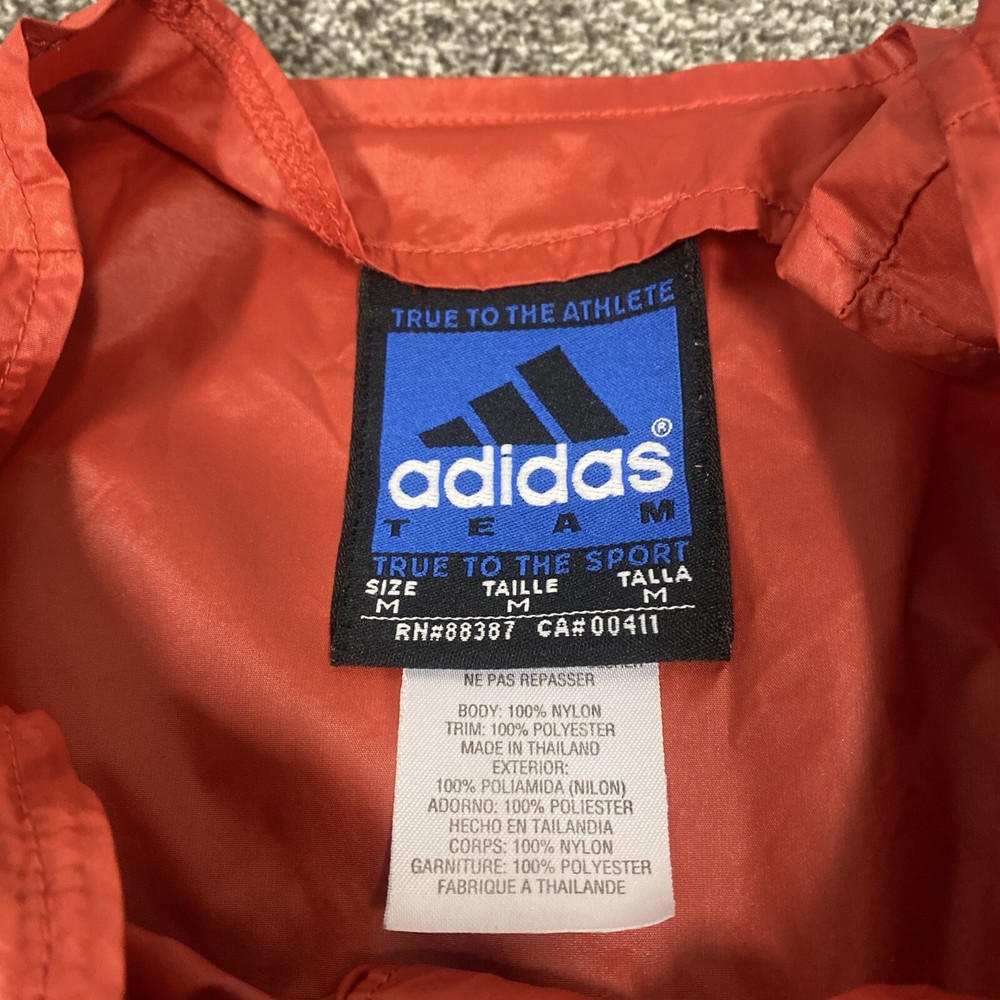 TRUE TO THE ATHLETE
adidas®
TEAM
TRUE TO THE SPORT
SIZE TAILLE TALLA
M M M
RN#88387 CA#00411
NE PAS REPASSER
BODY: 100% NYLON
TRIM: 100% POLYESTER
MADE IN THAILAND
EXTERIOR:
100% POLIAMIDA (NILON)
ADORNO: 100% POLIESTER
HECHO EN TAILANDIA
CORPS: 100% NYLON
GARNITURE: 100% POLYESTER
FABRIQUE À THAILANDE